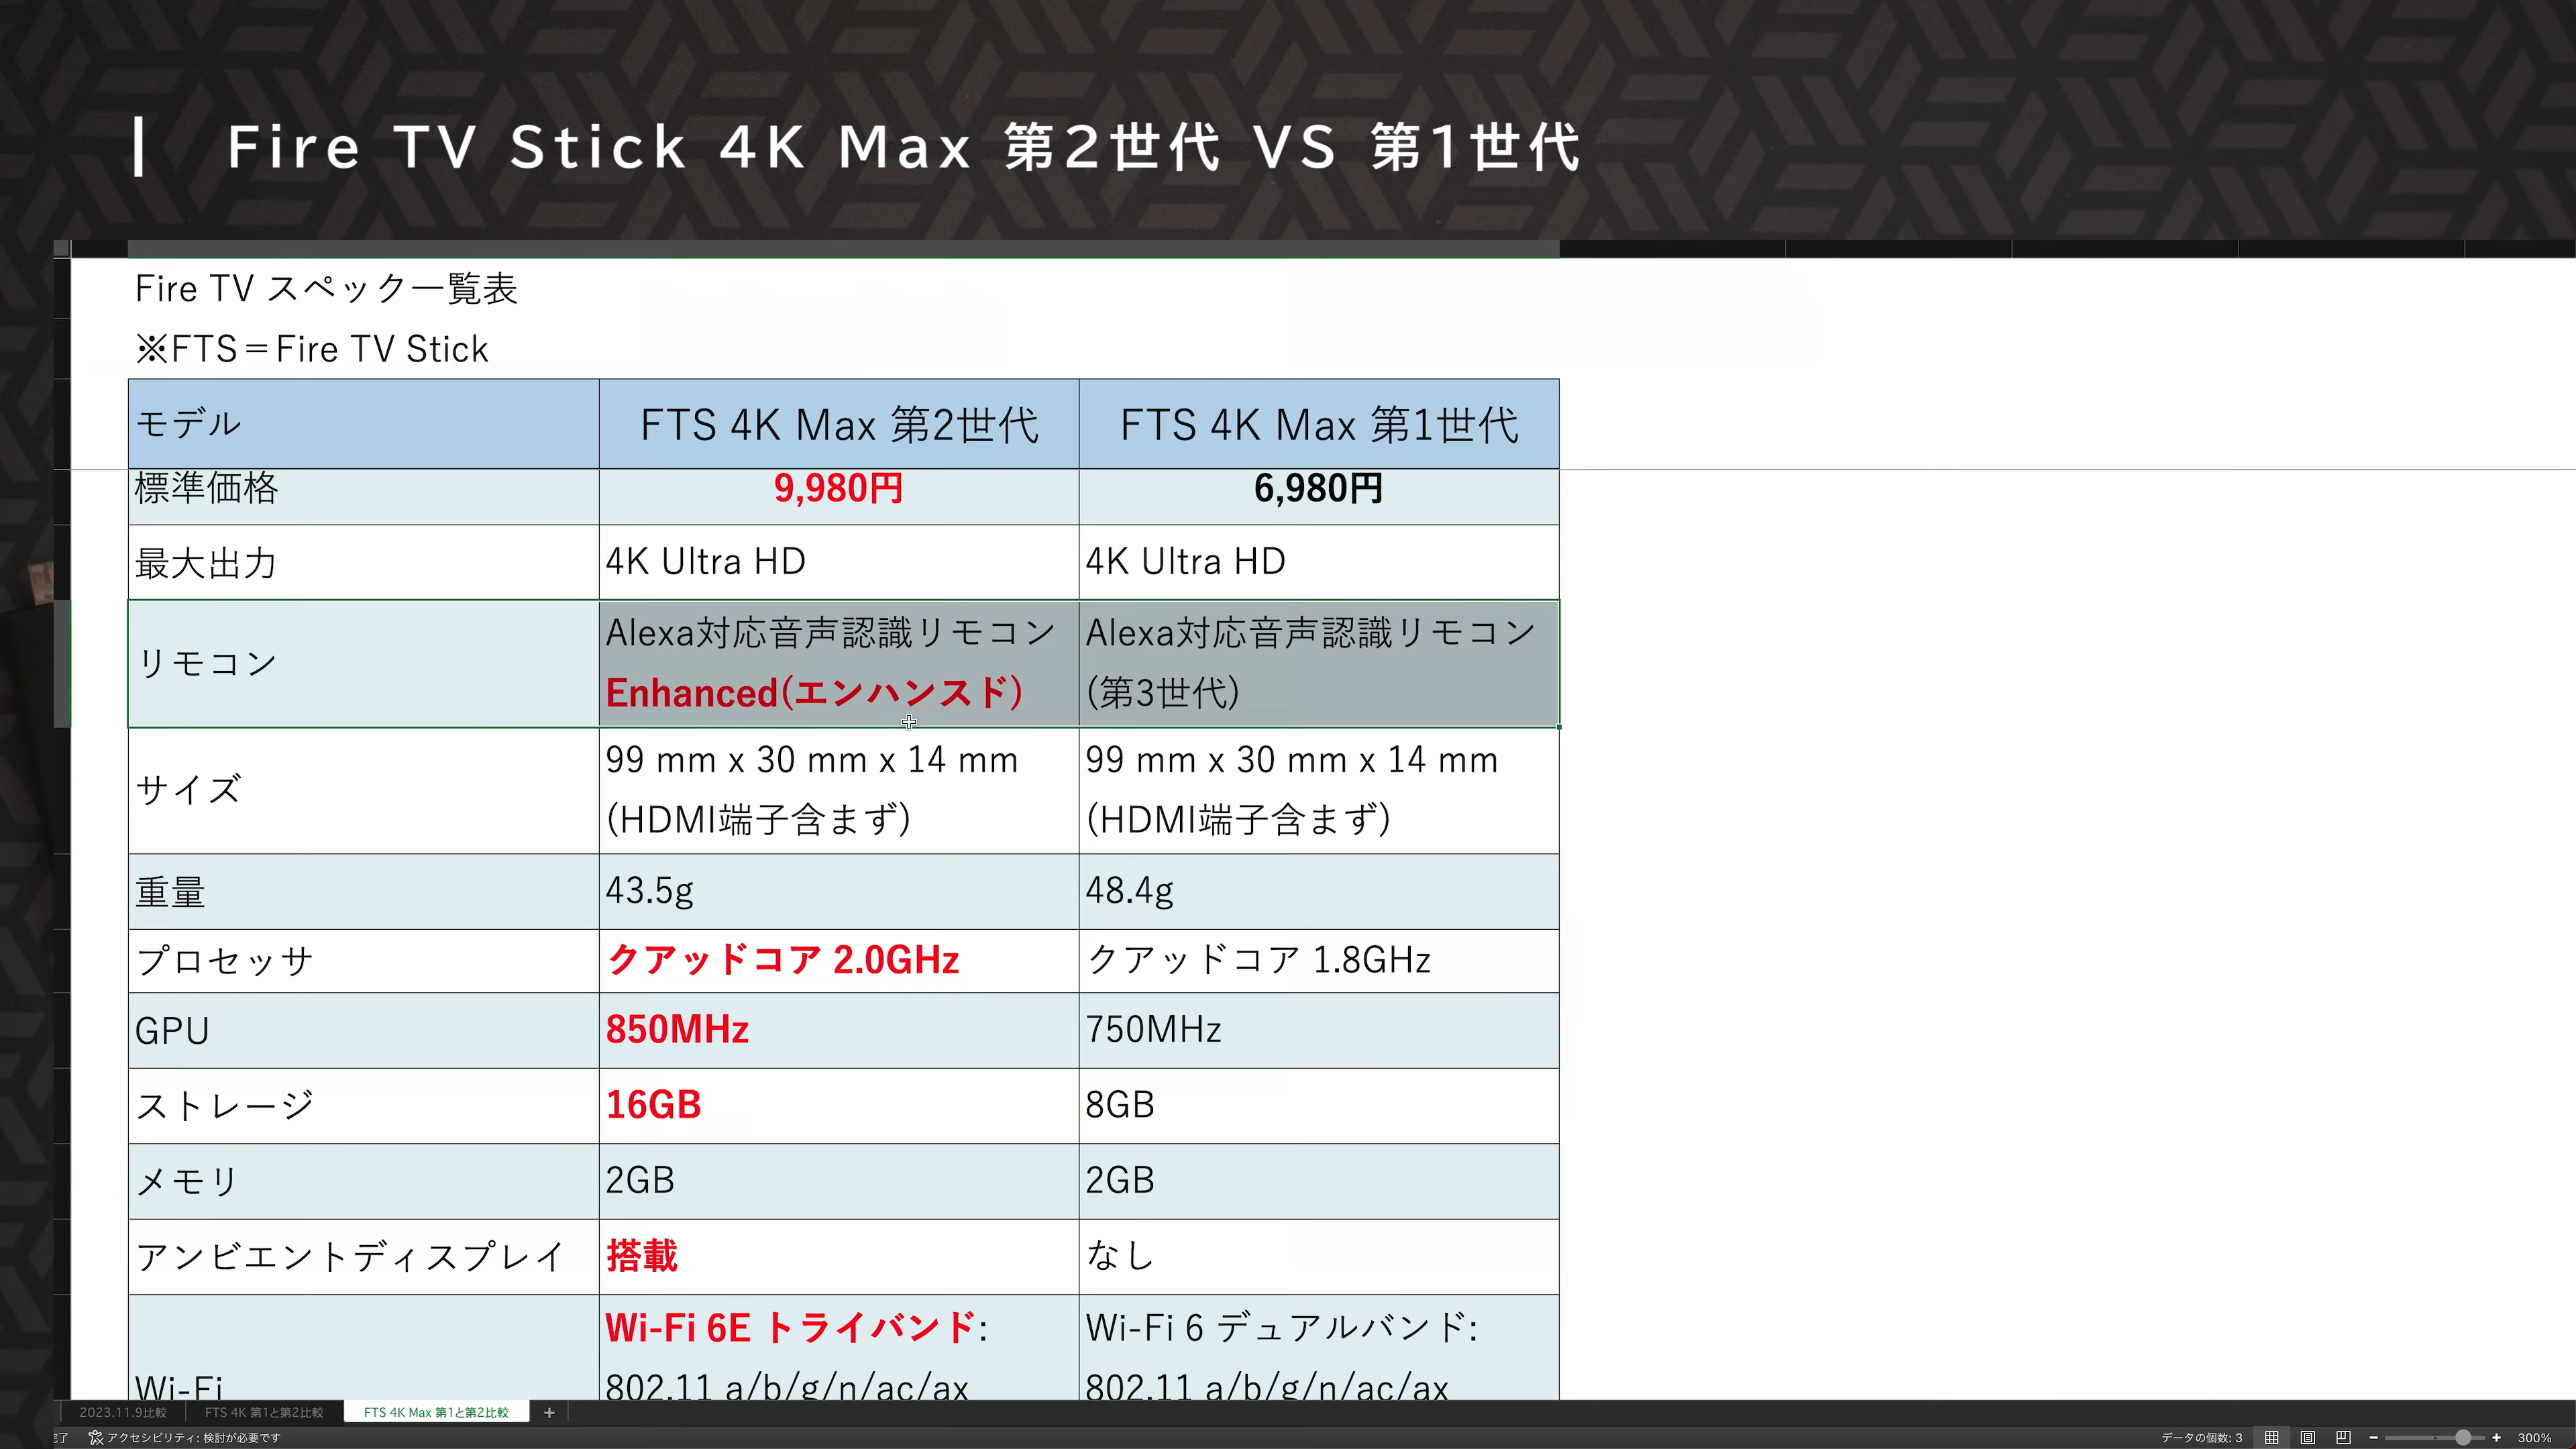 Fire TV Stick 4K Max 第2世代 VS 第1世代
Fire TV スペック一覧表
※FTS＝Fire TV Stick
モデル FTS 4K Max 第2世代 FTS 4K Max 第1世代
標準価格 9,980円 6,980円
最大出力 4K Ultra HD 4K Ultra HD
リモコン Alexa対応音声認識リモコン Enhanced(エンハンスド) Alexa対応音声認識リモコン (第3世代)
サイズ 99 mm x 30 mm x 14 mm (HDMI端子含まず) 99 mm x 30 mm x 14 mm (HDMI端子含まず)
重量 43.5g 48.4g
プロセッサ クアッドコア 2.0GHz クアッドコア 1.8GHz
GPU 850MHz 750MHz
ストレージ 16GB 8GB
メモリ 2GB 2GB
アンビエントディスプレイ 搭載 なし
Wi-Fi Wi-Fi 6E トライバンド: 802.11 a/b/g/n/ac/ax Wi-Fi 6 デュアルバンド: 802.11 a/b/g/n/ac/ax
2023.11.9比較 FTS 4K 第1と第2比較 FTS 4K Max 第1と第2比較
完了 アクセシビリティ: 検討が必要です データの個数: 3 300%